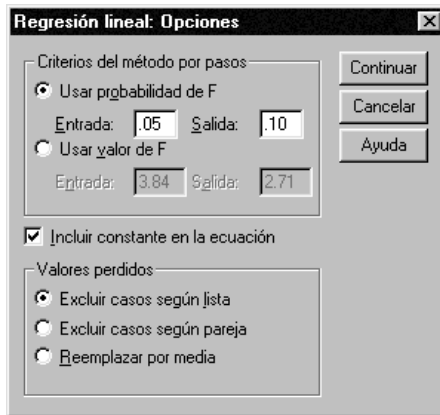 Regresión lineal: Opciones
Criterios del método por pasos
Usar probabilidad de F
Entrada: .05 Salida: .10
Usar valor de F
Entrada: 3.84 Salida: 2.71
Incluir constante en la ecuación
Valores perdidos
Excluir casos según lista
Excluir casos según pareja
Reemplazar por media
Continuar
Cancelar
Ayuda